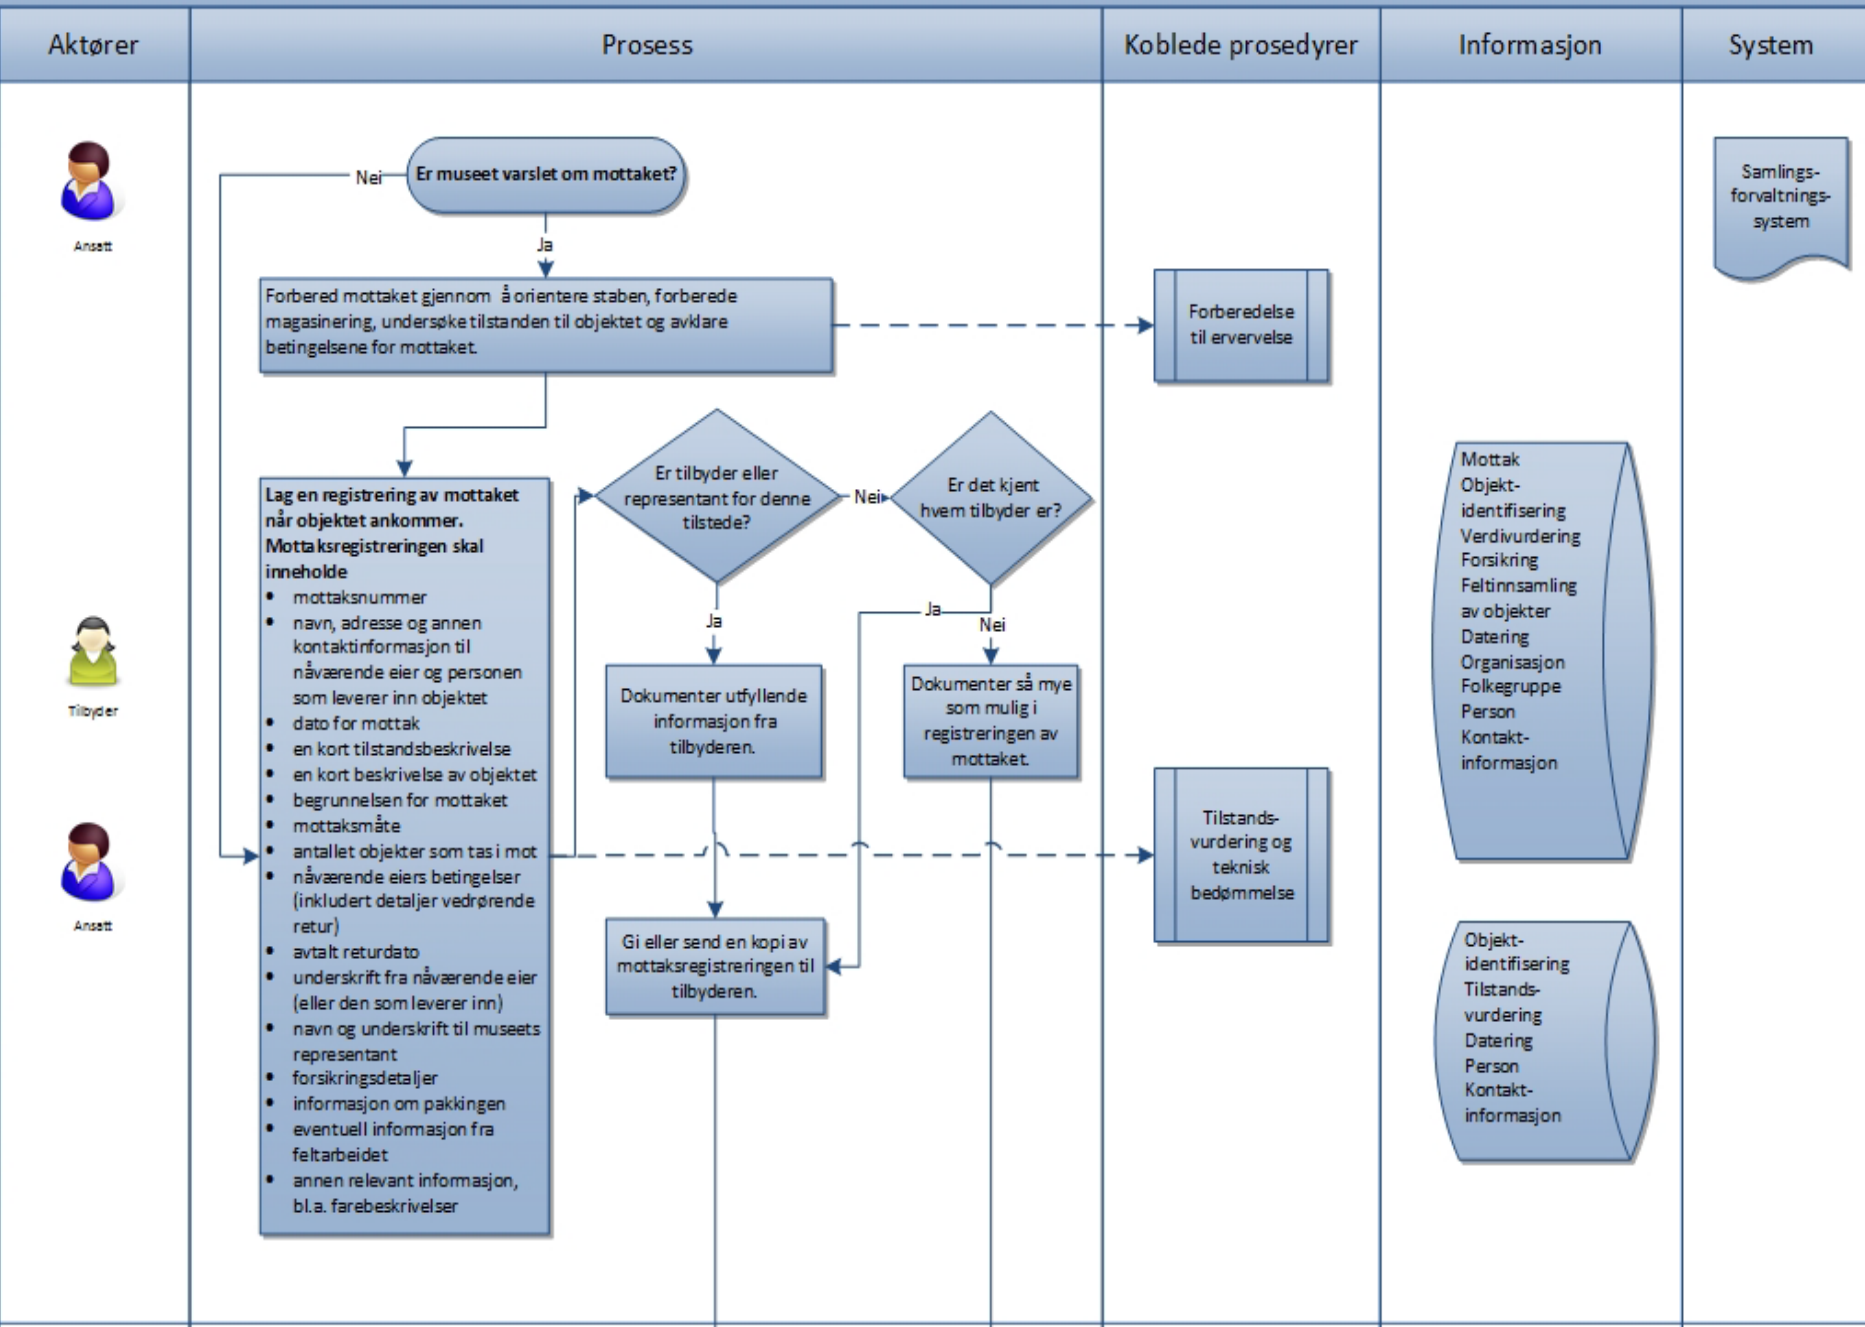 Aktører
Prosess
Koblede prosedyrer
Informasjon
System
Ansatt
Nei
Er museet varslet om mottaket?
Ja
Samlings-
forvaltnings-
system
Forbered mottaket gjennom å orientere staben, forberede
magasinering, undersøke tilstanden til objektet og avklare
betingelsene for mottaket.
Forberedelse
til ervervelse
Lag en registrering av mottaket
når objektet ankommer.
Mottaksregistreringen skal
inneholde
• mottaksnummer
• navn, adresse og annen
kontaktinformasjon til
nåværende eier og personen
som leverer inn objektet
• dato for mottak
• en kort tilstandsbeskrivelse
• en kort beskrivelse av objektet
• begrunnelsen for mottaket
• mottaksmåte
• antallet objekter som tas i mot
• nåværende eiers betingelser
(inkludert detaljer vedrørende
retur)
• avtalt returdato
• underskrift fra nåværende eier
(eller den som leverer inn)
• navn og underskrift til museets
representant
• forsikringsdetaljer
• informasjon om pakkingen
• eventuell informasjon fra
feltarbeidet
• annen relevant informasjon,
bl.a. farebeskrivelser
Er tilbyder eller
representant for denne
tilstede?
Nei
Er det kjent
hvem tilbyder er?
Ja
Ja
Nei
Dokumenter utfyllende
informasjon fra
tilbyderen.
Dokumenter så mye
som mulig i
registreringen av
mottaket.
Gi eller send en kopi av
mottaksregistreringen til
tilbyderen.
Tilbyder
Ansatt
Tilstands-
vurdering og
teknisk
bedømmelse
Mottak
Objekt-
identifisering
Verdivurdering
Forsikring
Feltinnsamling
av objekter
Datering
Organisasjon
Folkegruppe
Person
Kontakt-
informasjon
Objekt-
identifisering
Tilstands-
vurdering
Datering
Person
Kontakt-
informasjon